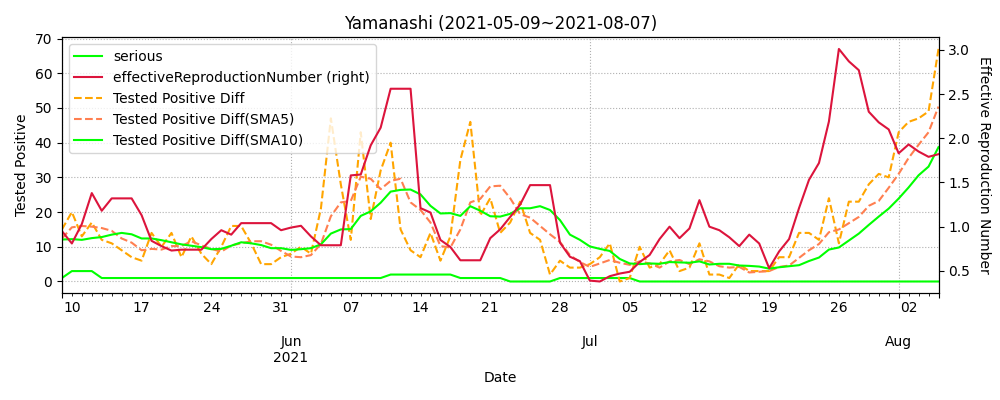 Yamanashi (2021-05-09~2021-08-07)
serious
effectiveReproductionNumber (right)
Tested Positive Diff
Tested Positive Diff(SMA5)
Tested Positive Diff(SMA10)
Tested Positive
70
60
50
40
30
20
10
0
3.0
2.5
2.0
1.5
1.0
0.5
Effective Reproduction Number
10 17 24 31 07 14 21 28 05 12 19 26 02
Jun Jul Aug
2021
Date